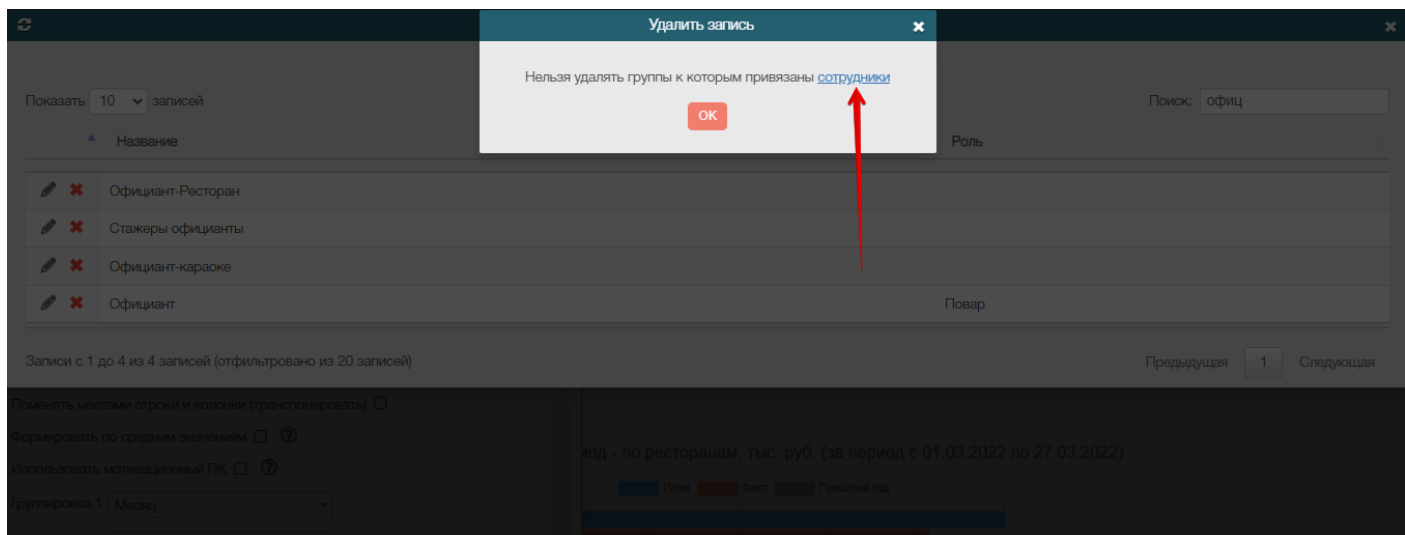 Удалить запись
Нельзя удалять группы к которым привязаны сотрудники
OK
Показать 10 записей
Поиск: офиц
Название Роль
Официант-Ресторан
Стажеры официанты
Официант-караоке
Официант Повар
Записи с 1 до 4 из 4 записей (отфильтровано из 20 записей)
Предыдущая 1 Следующая
Поменять местами строки и колонки (транспонировать)
Формировать по средним значениям ?
Использовать мотивационный ПК ?
иод - по ресторанам, тыс. руб. (за период с 01.03.2022 по 27.03.2022)
План Факт Прошлый год
Группировка 1 Месяц